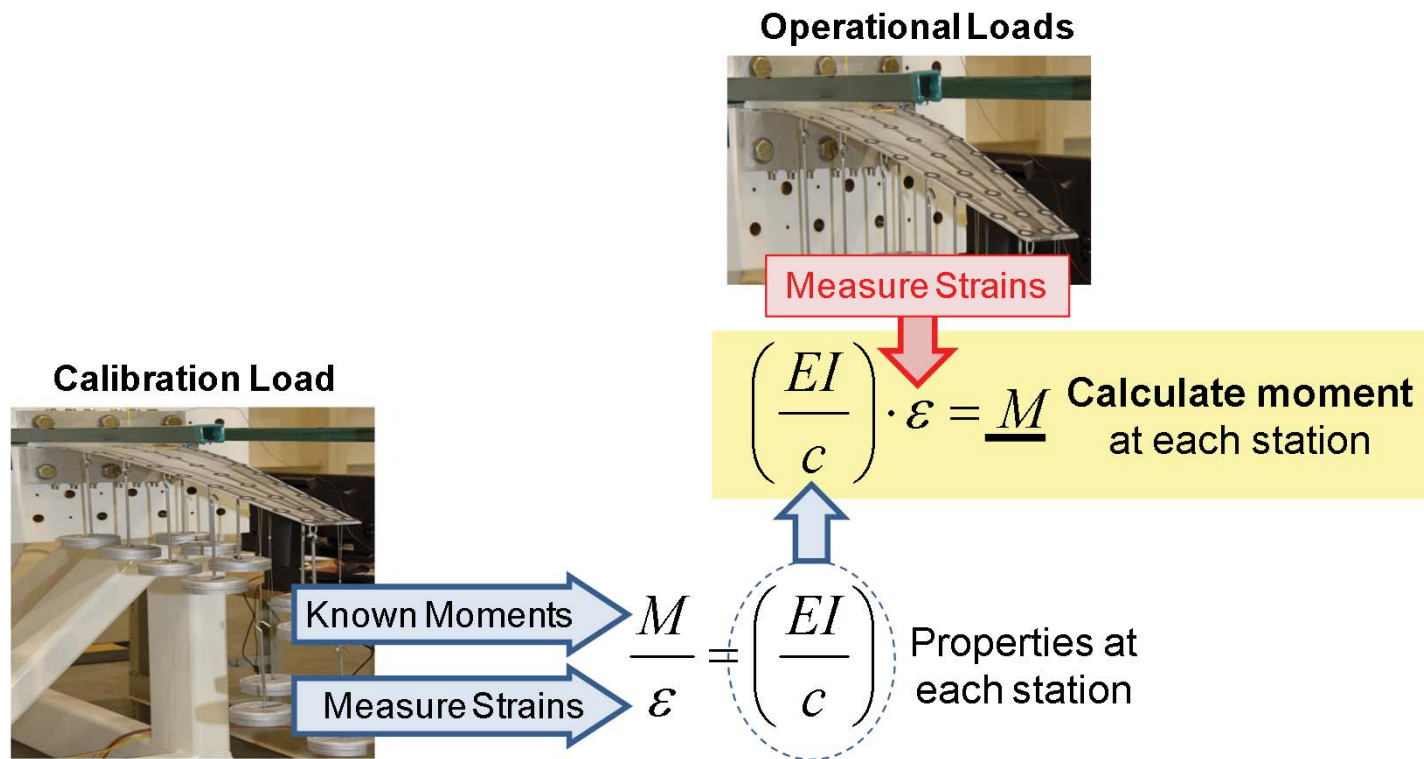 Operational Loads
Measure Strains
(EI/c) · ε = M
Calculate moment
at each station
Calibration Load
Known Moments
Measure Strains
M/ε = (EI/c)
Properties at
each station